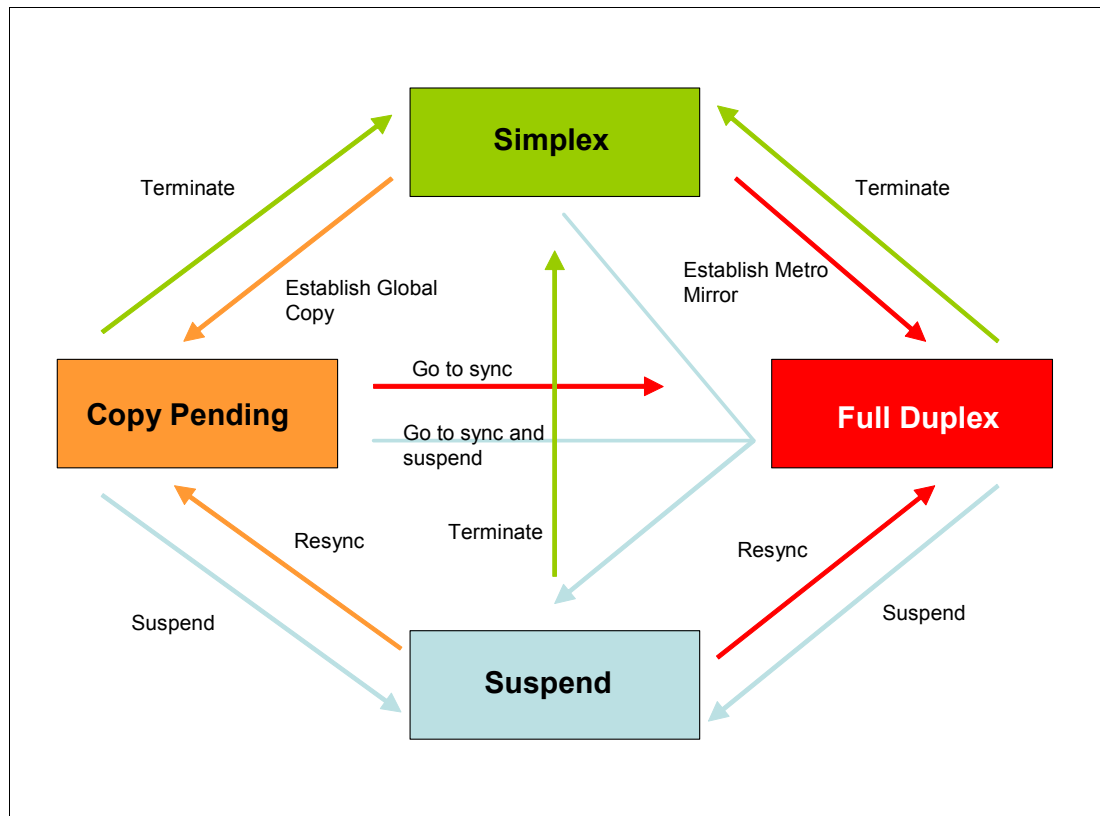 Simplex
Terminate
Terminate
Establish Global
Copy
Establish Metro
Mirror
Go to sync
Copy Pending
Full Duplex
Go to sync and
suspend
Terminate
Resync
Resync
Suspend
Suspend
Suspend